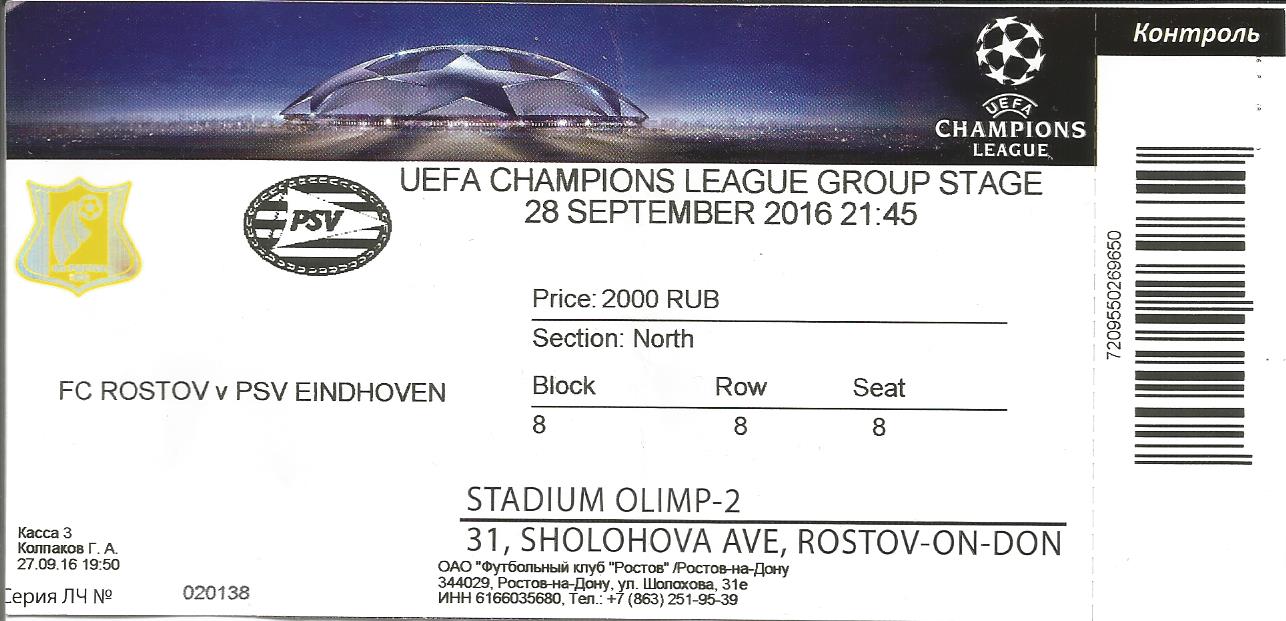 Контроль
UEFA
CHAMPIONS
LEAGUE
PSV
UEFA CHAMPIONS LEAGUE GROUP STAGE
28 SEPTEMBER 2016 21:45
Price: 2000 RUB
Section: North
FC ROSTOV v PSV EINDHOVEN
Block Row Seat
8 8 8
7209550269650
STADIUM OLIMP-2
31, SHOLOHOVA AVE, ROSTOV-ON-DON
Касса 3
Колпаков Г. А.
27.09.16 19:50
Серия ЛЧ № 020138
ОАО "Футбольный клуб "Ростов" /Ростов-на-Дону
344029, Ростов-на-Дону, ул. Шолохова, 31е
ИНН 6166035680, Тел.: +7 (863) 251-95-39